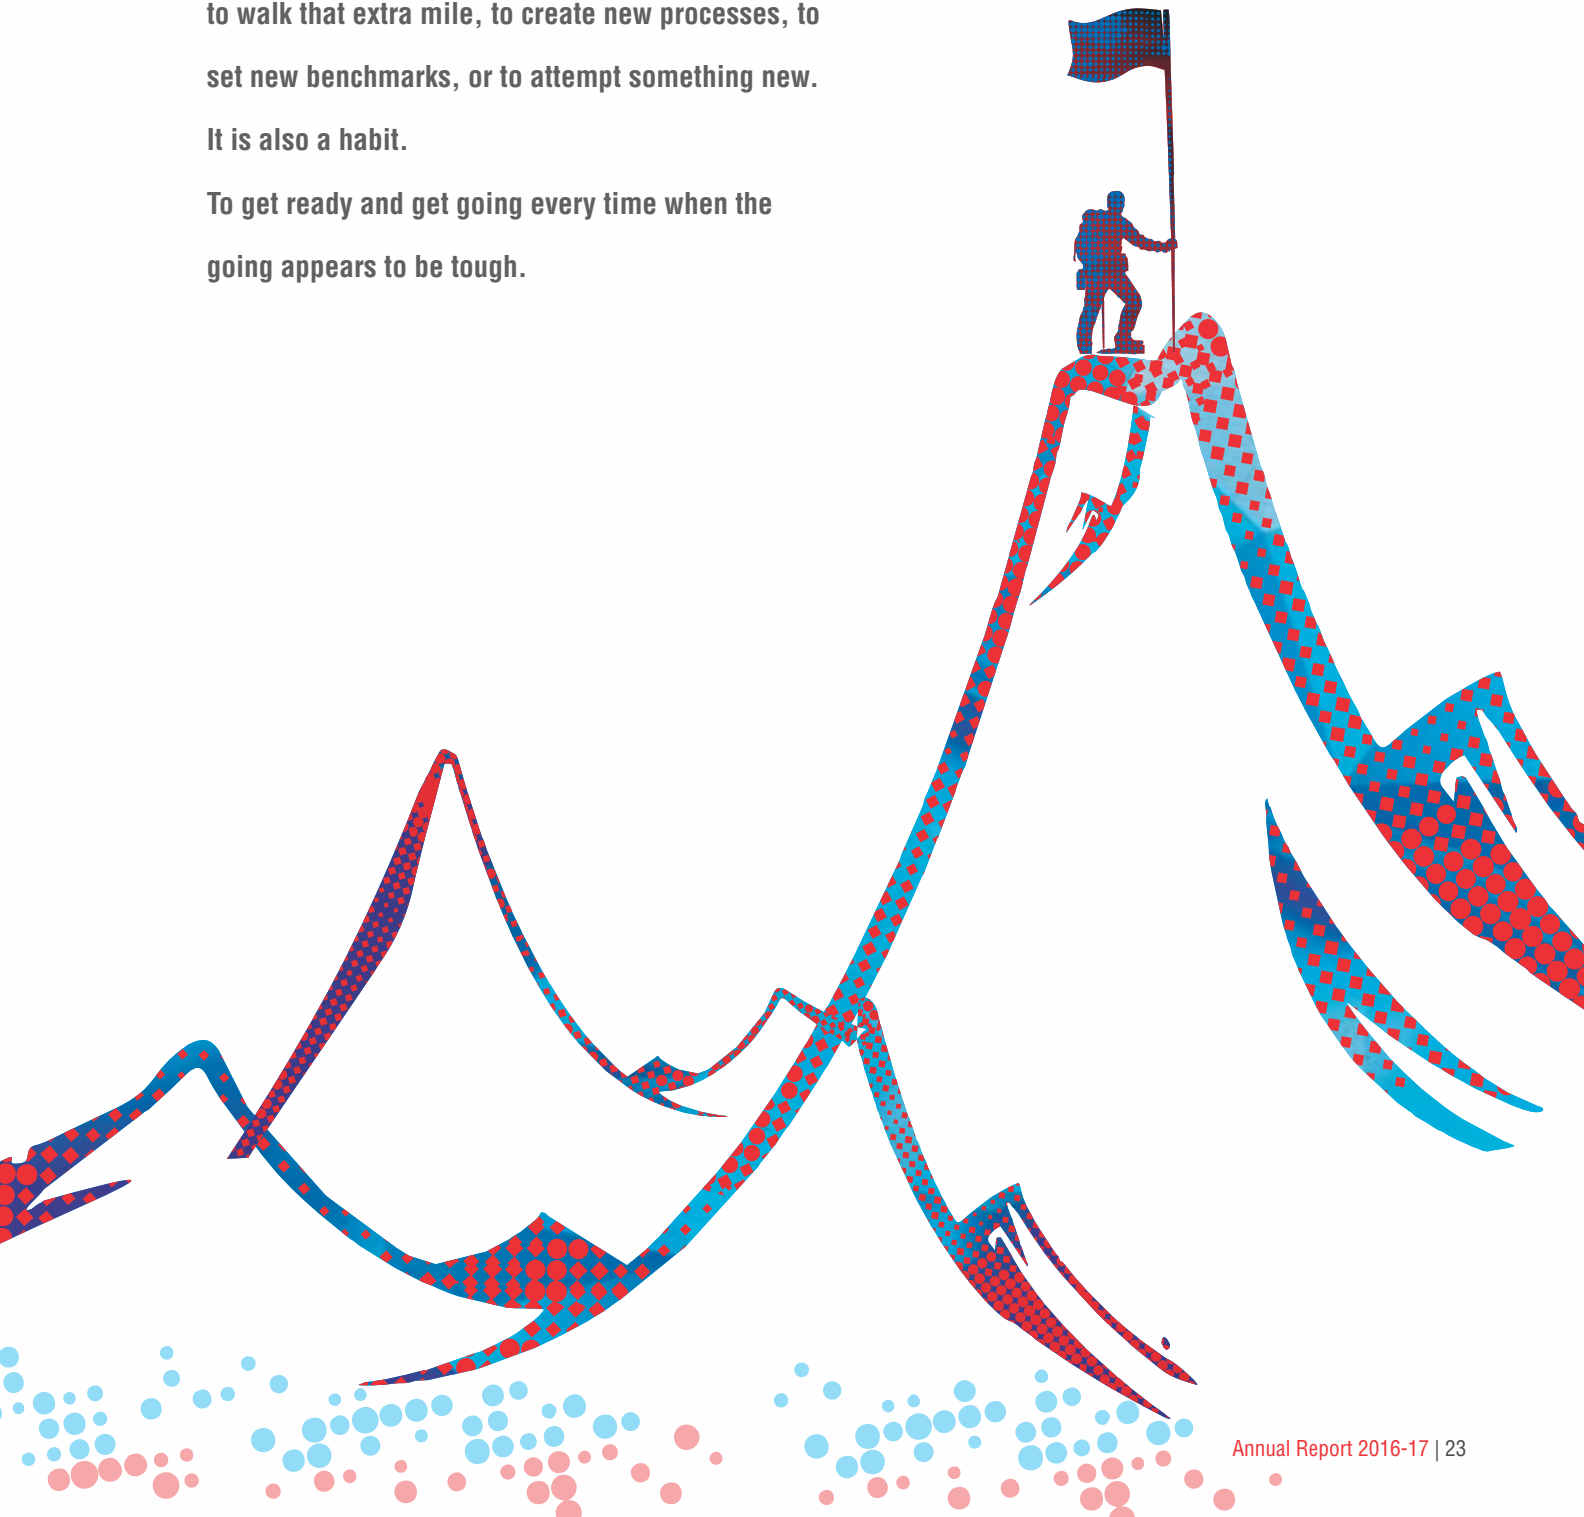 to walk that extra mile, to create new processes, to
set new benchmarks, or to attempt something new.
It is also a habit.
To get ready and get going every time when the
going appears to be tough.
Annual Report 2016-17 | 23